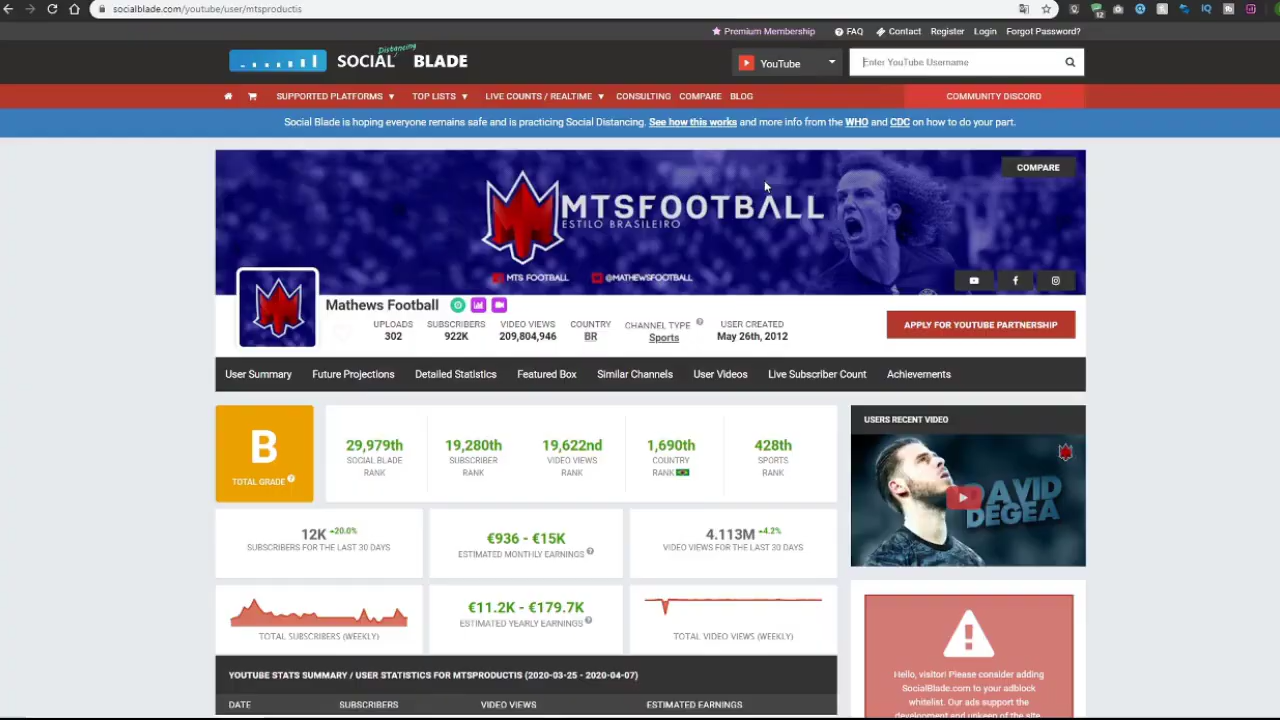 socialblade.com/youtube/user/mtsproductis
12
Premium Membership
FAQ
Contact
Register
Login
Forgot Password?
SOCIAL Distancing BLADE
YouTube
Enter YouTube Username
SUPPORTED PLATFORMS
TOP LISTS
LIVE COUNTS / REALTIME
CONSULTING
COMPARE
BLOG
COMMUNITY DISCORD
Social Blade is hoping everyone remains safe and is practicing Social Distancing. See how this works and more info from the WHO and CDC on how to do your part.
COMPARE
MTSFOOTBALL
ESTILO BRASILEIRO
MTS FOOTBALL
@MATHEWSFOOTBALL
Mathews Football
UPLOADS
302
SUBSCRIBERS
922K
VIDEO VIEWS
209,804,946
COUNTRY
BR
CHANNEL TYPE
Sports
USER CREATED
May 26th, 2012
APPLY FOR YOUTUBE PARTNERSHIP
User Summary
Future Projections
Detailed Statistics
Featured Box
Similar Channels
User Videos
Live Subscriber Count
Achievements
B
TOTAL GRADE
29,979th
SOCIAL BLADE
RANK
19,280th
SUBSCRIBER
RANK
19,622nd
VIDEO VIEWS
RANK
1,690th
COUNTRY
RANK
428th
SPORTS
RANK
USERS RECENT VIDEO
DAVID
DEGEA
12K +20.0%
SUBSCRIBERS FOR THE LAST 30 DAYS
€936 - €15K
ESTIMATED MONTHLY EARNINGS
4.113M +4.2%
VIDEO VIEWS FOR THE LAST 30 DAYS
TOTAL SUBSCRIBERS (WEEKLY)
€11.2K - €179.7K
ESTIMATED YEARLY EARNINGS
TOTAL VIDEO VIEWS (WEEKLY)
YOUTUBE STATS SUMMARY / USER STATISTICS FOR MTSPRODUCTIS (2020-03-25 - 2020-04-07)
DATE
SUBSCRIBERS
VIDEO VIEWS
ESTIMATED EARNINGS
Hello, visitor! Please consider adding
SocialBlade.com to your adblock
whitelist. Our ads support the
development and upkeep of the site